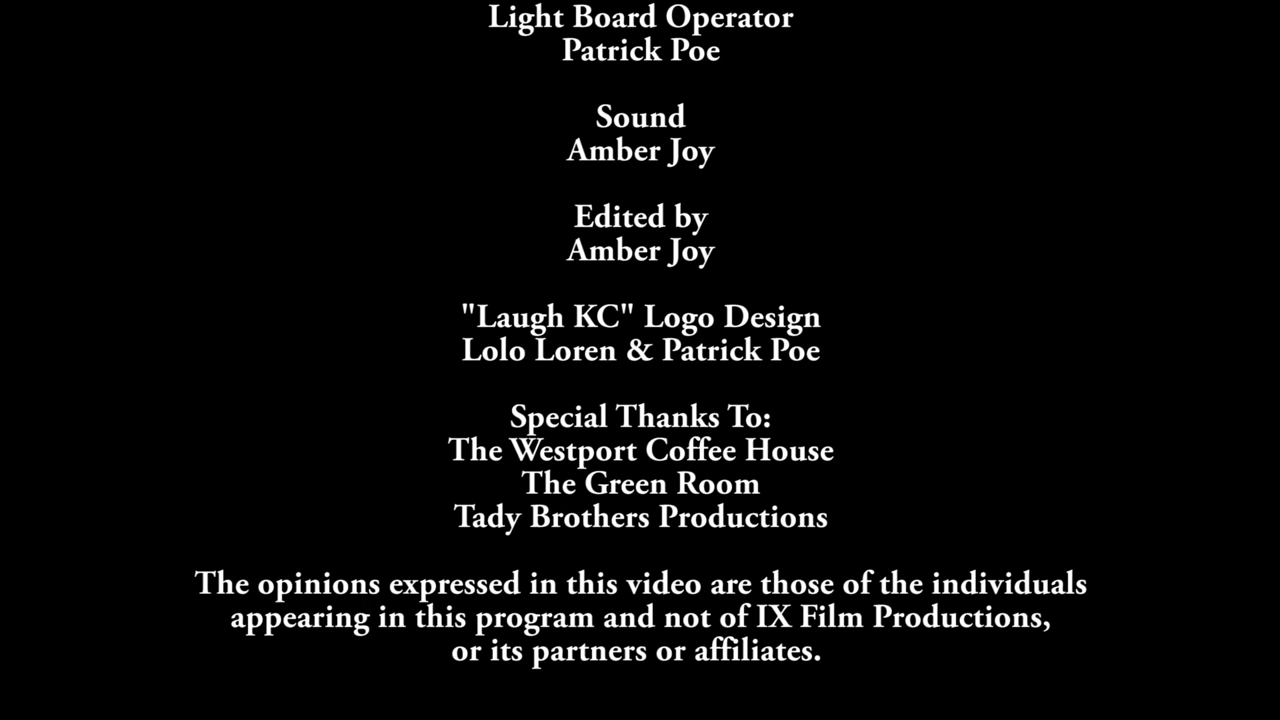 Light Board Operator
Patrick Poe
Sound
Amber Joy
Edited by
Amber Joy
"Laugh KC" Logo Design
Lolo Loren & Patrick Poe
Special Thanks To:
The Westport Coffee House
The Green Room
Tady Brothers Productions
The opinions expressed in this video are those of the individuals
appearing in this program and not of IX Film Productions,
or its partners or affiliates.